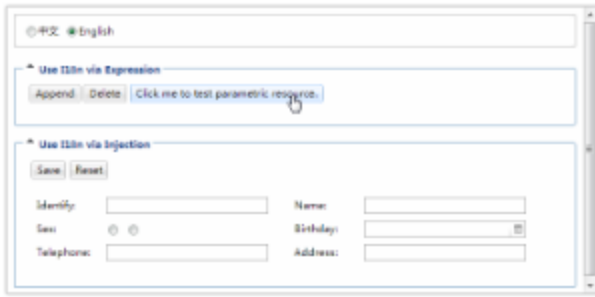 中文 English
Use I18n via Expression
Append Delete Click me to test parametric resource.
Use I18n via Injection
Save Reset
Identify: Name:
Sex: Birthday:
Telephone: Address: